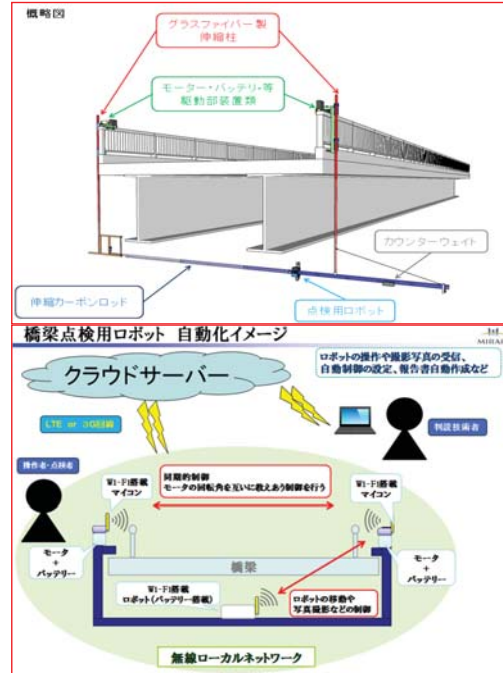 概略図
グラスファイバー製
伸縮柱
モーター・バッテリ・等
駆動部装置類
カウンターウェイト
伸縮カーボンロッド
点検用ロボット
橋梁点検用ロボット 自動化イメージ
MIRAI
クラウドサーバー
ロボットの操作や撮影写真の受信、
自動制御の設定、報告書自動作成など
LTE or 3G回線
判読技術者
操作者・点検者
Wi-Fi搭載
マイコン
同期的制御
モータの回転角を互いに教えあう制御を行う
Wi-Fi搭載
マイコン
モータ
+
バッテリー
橋梁
モータ
+
バッテリー
Wi-Fi搭載
ロボット(バッテリー搭載)
ロボットの移動や
写真撮影などの制御
無線ローカルネットワーク